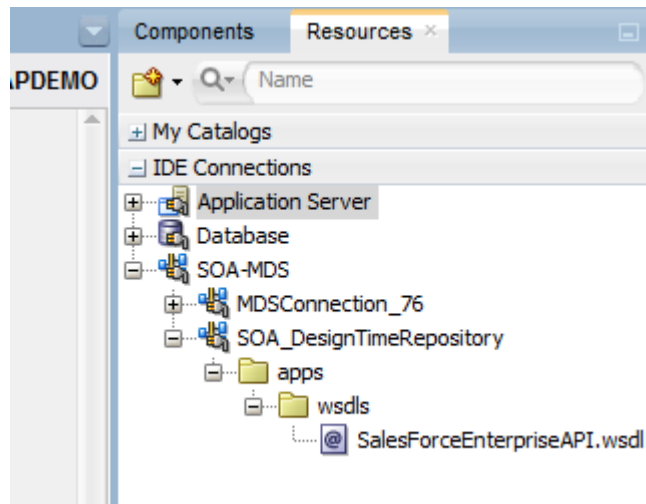 Components Resources
APDEMO
Name
My Catalogs
IDE Connections
Application Server
Database
SOA-MDS
MDSConnection_76
SOA_DesignTimeRepository
apps
wsdls
SalesForceEnterpriseAPI.wsdl